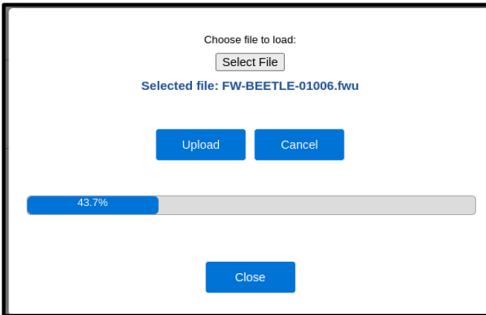 Choose file to load:
Select File
Selected file: FW-BEETLE-01006.fwu
Upload Cancel
43.7%
Close